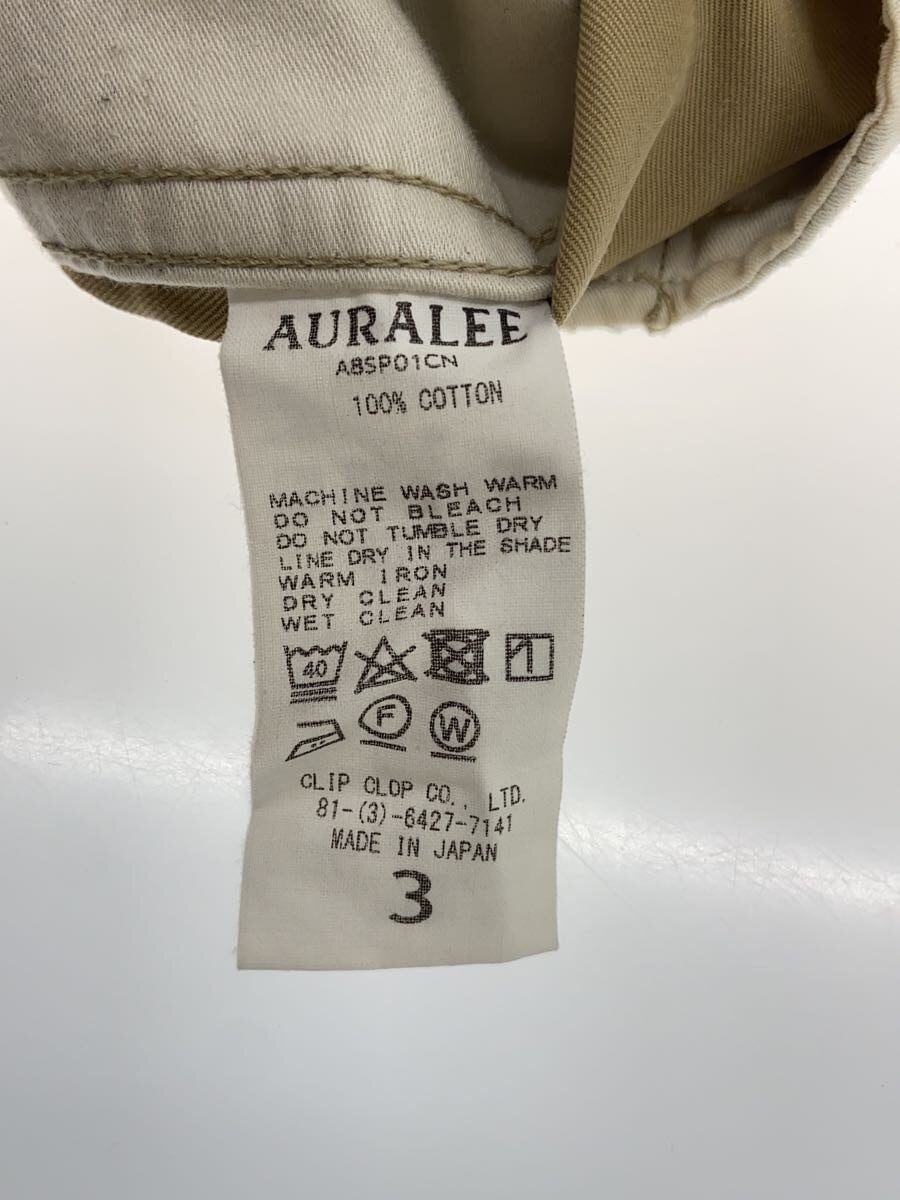 AURALEE
A8SP01CN
100% COTTON
MACHINE WASH WARM
DO NOT BLEACH
DO NOT TUMBLE DRY
LINE DRY IN THE SHADE
WARM IRON
DRY CLEAN
WET CLEAN
40
F W
CLIP CLOP CO., LTD.
81-(3)-6427-7141
MADE IN JAPAN
3